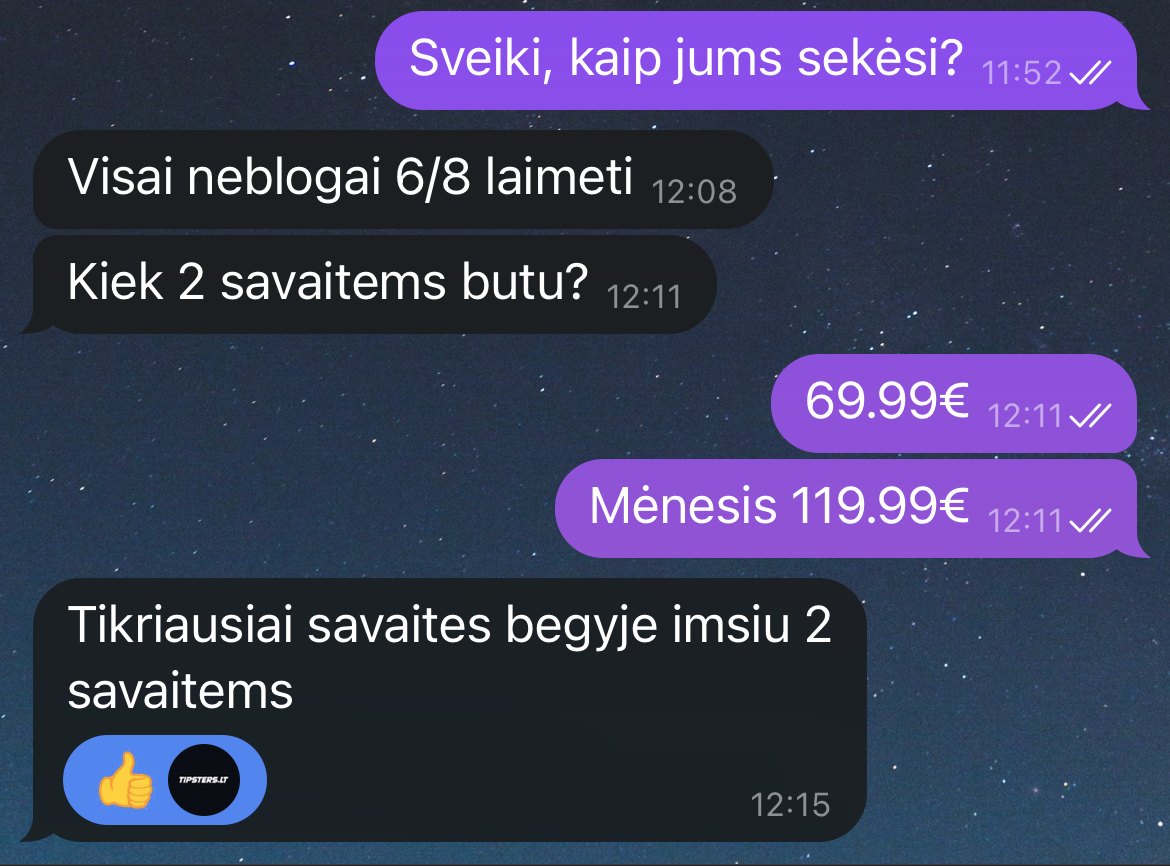 Sveiki, kaip jums sekėsi? 11:52
Visai neblogai 6/8 laimeti 12:08
Kiek 2 savaitems butu? 12:11
69.99€ 12:11
Mėnesis 119.99€ 12:11
Tikriausiai savaites begyje imsiu 2
savaitems
TIPSTERS.LT
12:15